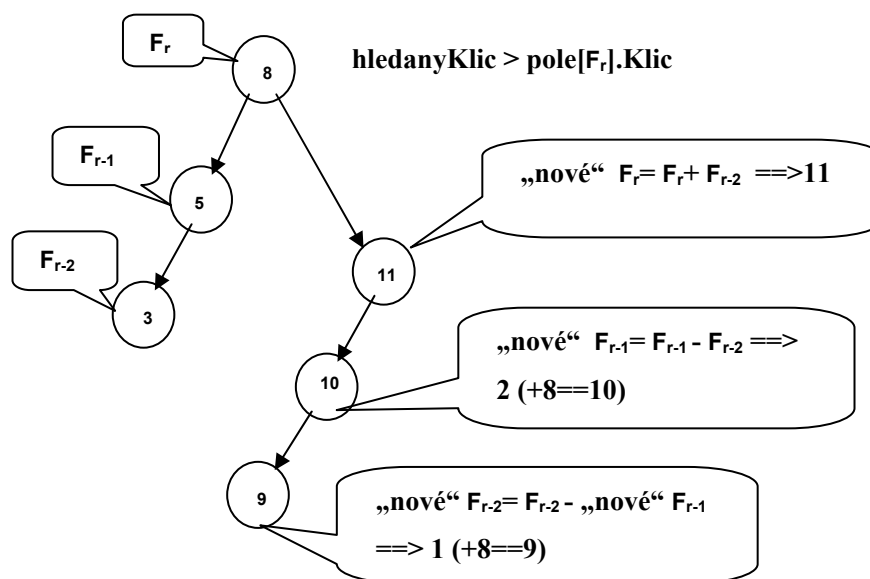 Fr
8
hledanyKlic > pole[Fr].Klic
Fr-1
5
„nové“ Fr= Fr+ Fr-2 ==>11
Fr-2
3
11
„nové“ Fr-1= Fr-1 - Fr-2 ==>
2 (+8==10)
10
9
„nové“ Fr-2= Fr-2 - „nové“ Fr-1
==> 1 (+8==9)